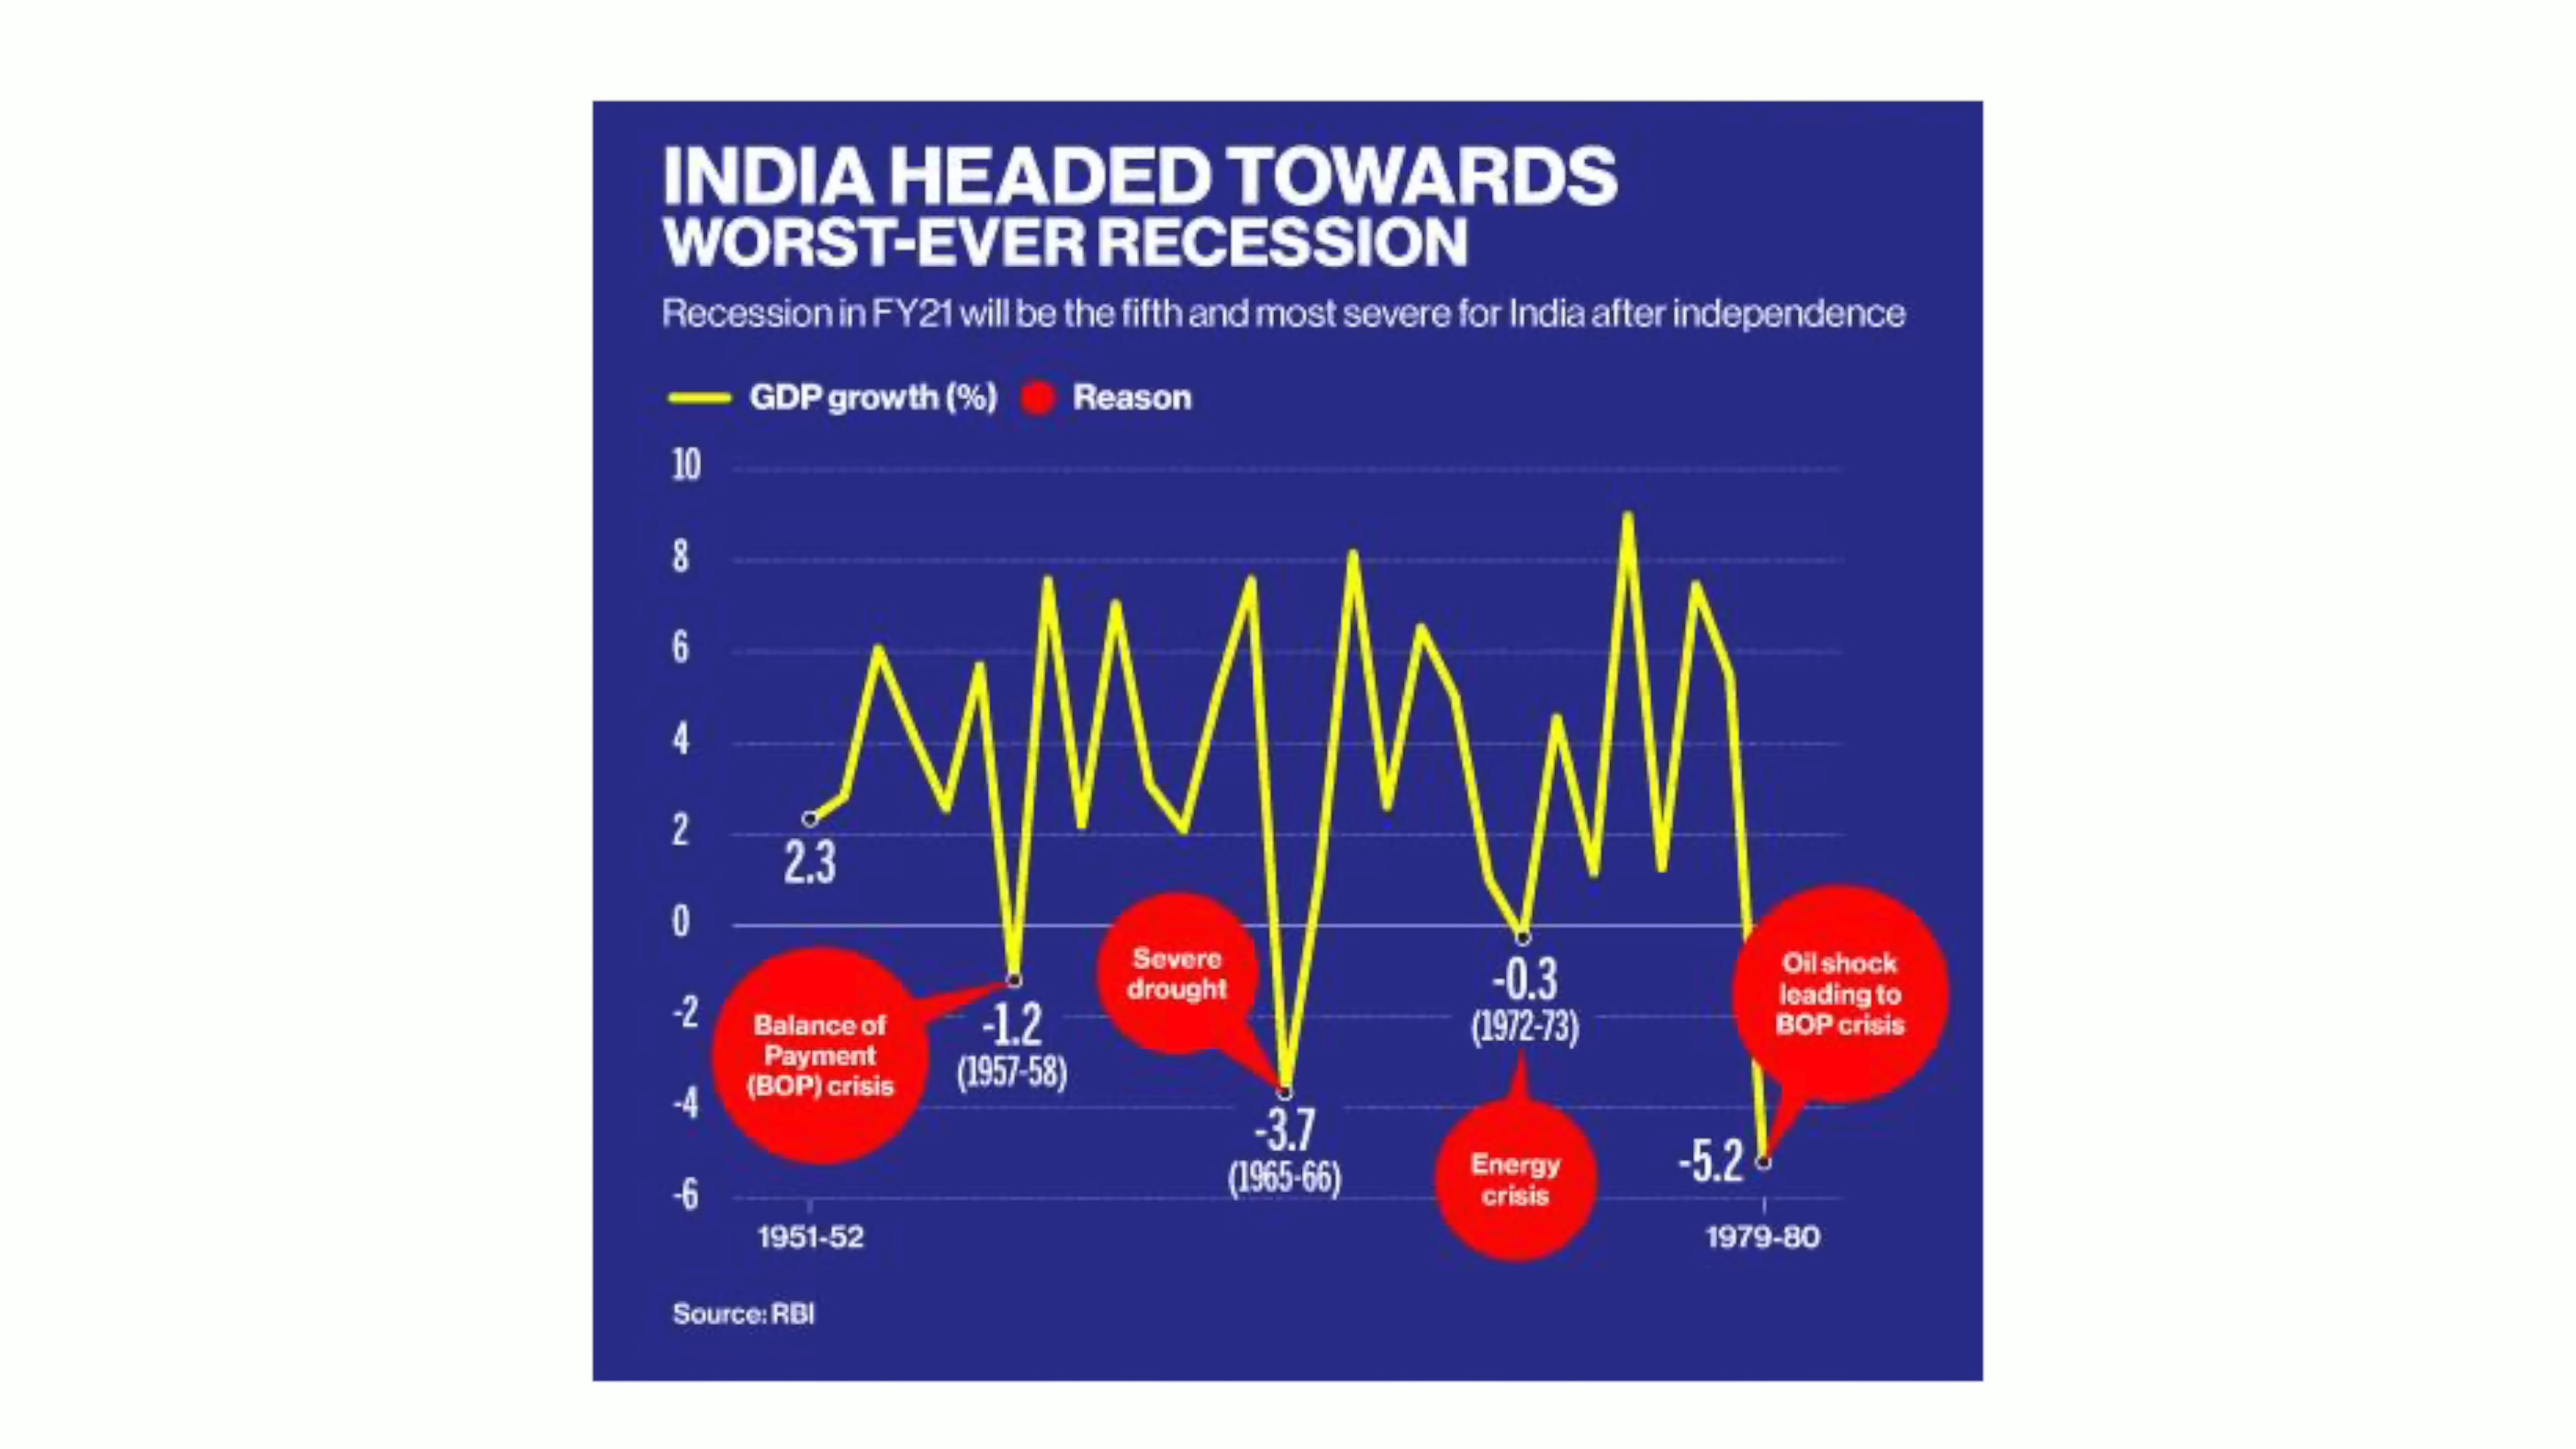 INDIA HEADED TOWARDS
WORST-EVER RECESSION
Recession in FY21 will be the fifth and most severe for India after independence
GDP growth (%) Reason
10
8
6
4
2
0
-2
-4
-6
2.3
Balance of
Payment
(BOP) crisis
-1.2
(1957-58)
Severe
drought
-3.7
(1965-66)
-0.3
(1972-73)
Energy
crisis
Oil shock
leading to
BOP crisis
-5.2
1951-52
1979-80
Source: RBI